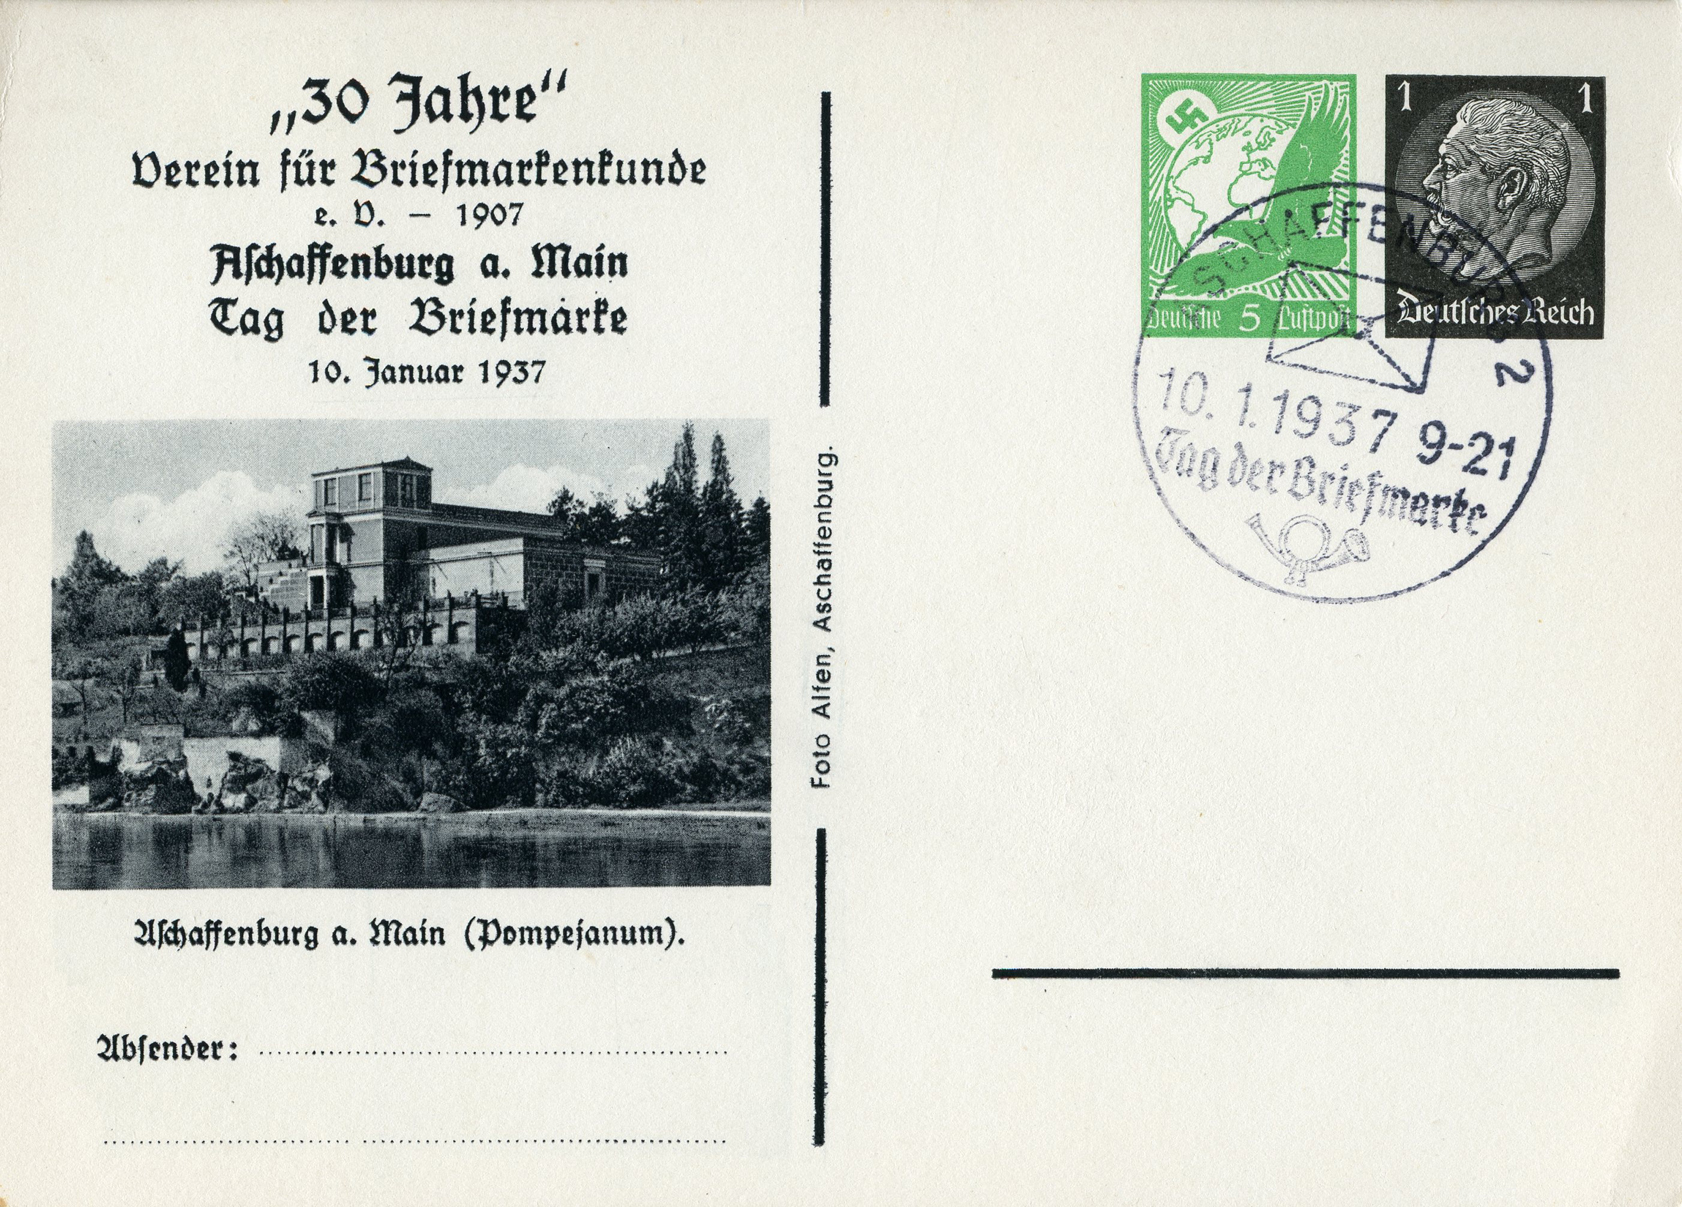 „30 Jahre“
Verein für Briefmarkenkunde
e. V. – 1907
Aſchaffenburg a. Main
Tag der Briefmarke
10. Januar 1937
Aſchaffenburg a. Main (Pompejanum).
Abſender:
Foto Alfen, Aschaffenburg.
Deutſche 5 Luftpoſt
1 1
Deutſches Reich
ASCHAFFENBURG 2
10.1.1937 9-21
Tag der Briefmarke